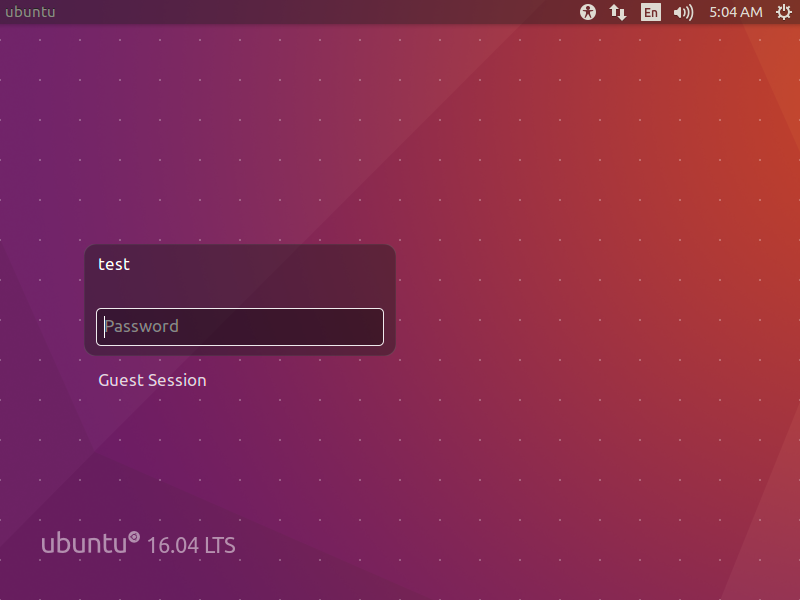 ubuntu En 5:04 AM
test
Password
Guest Session
ubuntu 16.04 LTS